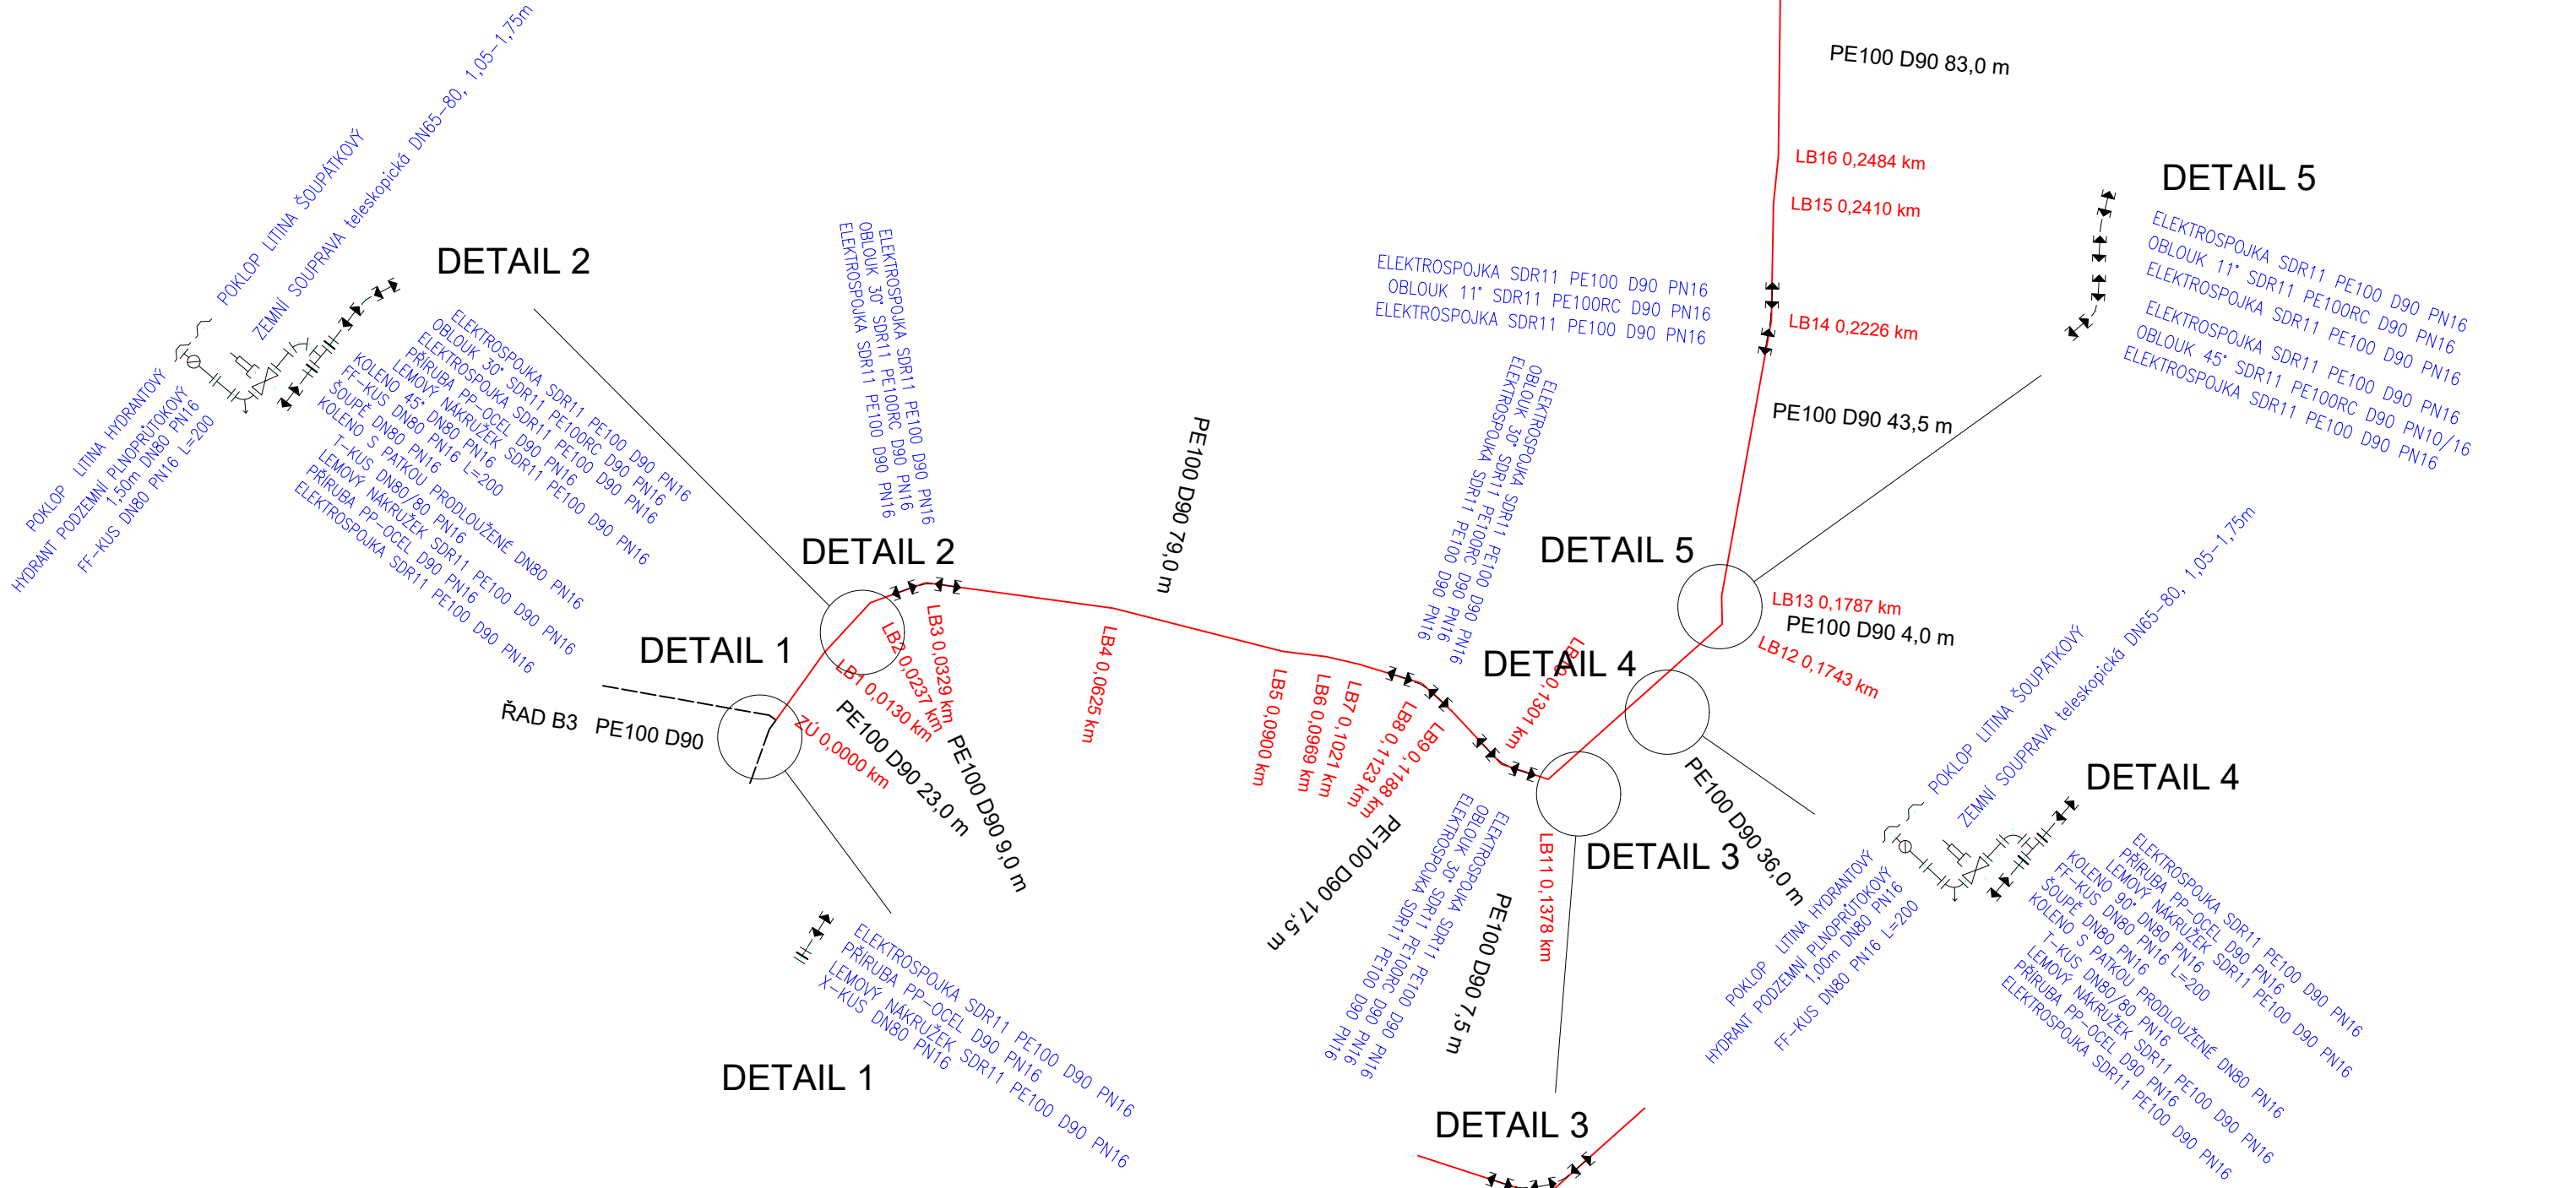 PE100 D90 83,0 m
LB16 0,2484 km
LB15 0,2410 km
LB14 0,2226 km
ELEKTROSPOJKA SDR11 PE100 D90 PN16
OBLOUK 11° SDR11 PE100RC D90 PN16
ELEKTROSPOJKA SDR11 PE100 D90 PN16
PE100 D90 43,5 m
DETAIL 5
ELEKTROSPOJKA SDR11 PE100 D90 PN16
OBLOUK 11° SDR11 PE100RC D90 PN16
ELEKTROSPOJKA SDR11 PE100 D90 PN16
ELEKTROSPOJKA SDR11 PE100 D90 PN16
OBLOUK 45° SDR11 PE100RC D90 PN10/16
ELEKTROSPOJKA SDR11 PE100 D90 PN16
POKLOP LITINA ŠOUPÁTKOVÝ
ZEMNÍ SOUPRAVA teleskopická DN65-80, 1,05-1,75m
DETAIL 2
POKLOP LITINA HYDRANTOVÝ
HYDRANT PODZEMNÍ PLNOPRŮTOKOVÝ
1,50m DN80 PN16
FF-KUS DN80 PN16 L=200
ELEKTROSPOJKA SDR11 PE100 D90 PN16
OBLOUK 30° SDR11 PE100RC D90 PN16
ELEKTROSPOJKA SDR11 PE100 D90 PN16
PŘÍRUBA PP-OCEL D90 PN16
LEMOVÝ NÁKRUŽEK SDR11 PE100 D90 PN16
KOLENO 45° DN80 PN16
FF-KUS DN80 PN16 L=200
ŠOUPĚ DN80 PN16
KOLENO S PATKOU PRODLOUŽENÉ DN80 PN16
T-KUS DN80/80 PN16
LEMOVÝ NÁKRUŽEK SDR11 PE100 D90 PN16
PŘÍRUBA PP-OCEL D90 PN16
ELEKTROSPOJKA SDR11 PE100 D90 PN16
ELEKTROSPOJKA SDR11 PE100 D90 PN16
OBLOUK 30° SDR11 PE100RC D90 PN16
ELEKTROSPOJKA SDR11 PE100 D90 PN16
DETAIL 2
DETAIL 1
ŘAD B3 PE100 D90
ZÚ 0,0000 km
LB1 0,0130 km
LB2 0,0237 km
LB3 0,0329 km
PE100 D90 23,0 m
PE100 D90 9,0 m
PE100 D90 79,0 m
LB4 0,0625 km
LB5 0,0900 km
LB6 0,0969 km
LB7 0,1021 km
LB8 0,1123 km
LB9 0,1188 km
PE100 D90 17,5 m
ELEKTROSPOJKA SDR11 PE100 D90 PN16
OBLOUK 30° SDR11 PE100RC D90 PN16
ELEKTROSPOJKA SDR11 PE100 D90 PN16
0,1301 km
DETAIL 5
DETAIL 4
LB13 0,1787 km
PE100 D90 4,0 m
LB12 0,1743 km
PE100 D90 36,0 m
DETAIL 3
LB11 0,1378 km
PE100 D90 7,5 m
ELEKTROSPOJKA SDR11 PE100 D90 PN16
OBLOUK 30° SDR11 PE100RC D90 PN16
ELEKTROSPOJKA SDR11 PE100 D90 PN16
DETAIL 3
ELEKTROSPOJKA SDR11 PE100 D90 PN16
PŘÍRUBA PP-OCEL D90 PN16
LEMOVÝ NÁKRUŽEK SDR11 PE100 D90 PN16
X-KUS DN80 PN16
DETAIL 1
POKLOP LITINA ŠOUPÁTKOVÝ
ZEMNÍ SOUPRAVA teleskopická DN65-80, 1,05-1,75m
DETAIL 4
POKLOP LITINA HYDRANTOVÝ
HYDRANT PODZEMNÍ PLNOPRŮTOKOVÝ
1,00m DN80 PN16
FF-KUS DN80 PN16 L=200
ELEKTROSPOJKA SDR11 PE100 D90 PN16
PŘÍRUBA PP-OCEL D90 PN16
LEMOVÝ NÁKRUŽEK SDR11 PE100 D90 PN16
KOLENO 90° DN80 PN16
FF-KUS DN80 PN16 L=200
ŠOUPĚ DN80 PN16
KOLENO S PATKOU PRODLOUŽENÉ DN80 PN16
T-KUS DN80/80 PN16
LEMOVÝ NÁKRUŽEK SDR11 PE100 D90 PN16
PŘÍRUBA PP-OCEL D90 PN16
ELEKTROSPOJKA SDR11 PE100 D90 PN16